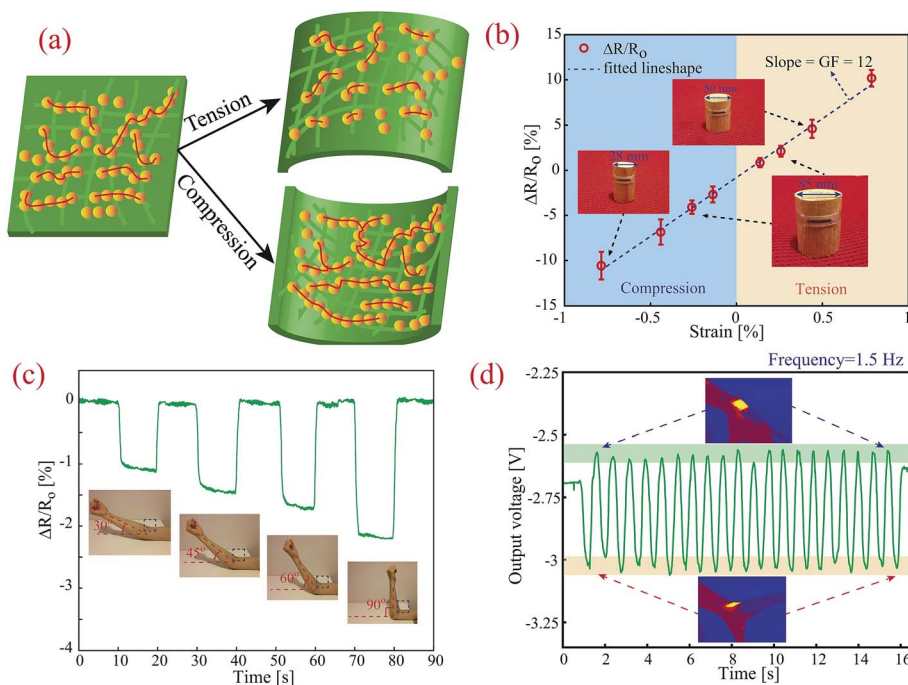 (a)
Tension
Compression
(b)
ΔR/Ro
fitted lineshape
Slope = GF = 12
50 mm
28 mm
85 mm
Compression
Tension
ΔR/Ro [%]
15
10
5
0
-5
-10
-15
-1
-0.5
0
0.5
1
Strain [%]
(c)
ΔR/Ro [%]
0
-1
-2
-3
-4
30°
45°
60°
90°
0
10
20
30
40
50
60
70
80
90
Time [s]
(d)
Frequency=1.5 Hz
Output voltage [V]
-2.25
-2.5
-2.75
-3
-3.25
0
2
4
6
8
10
12
14
16
Time [s]